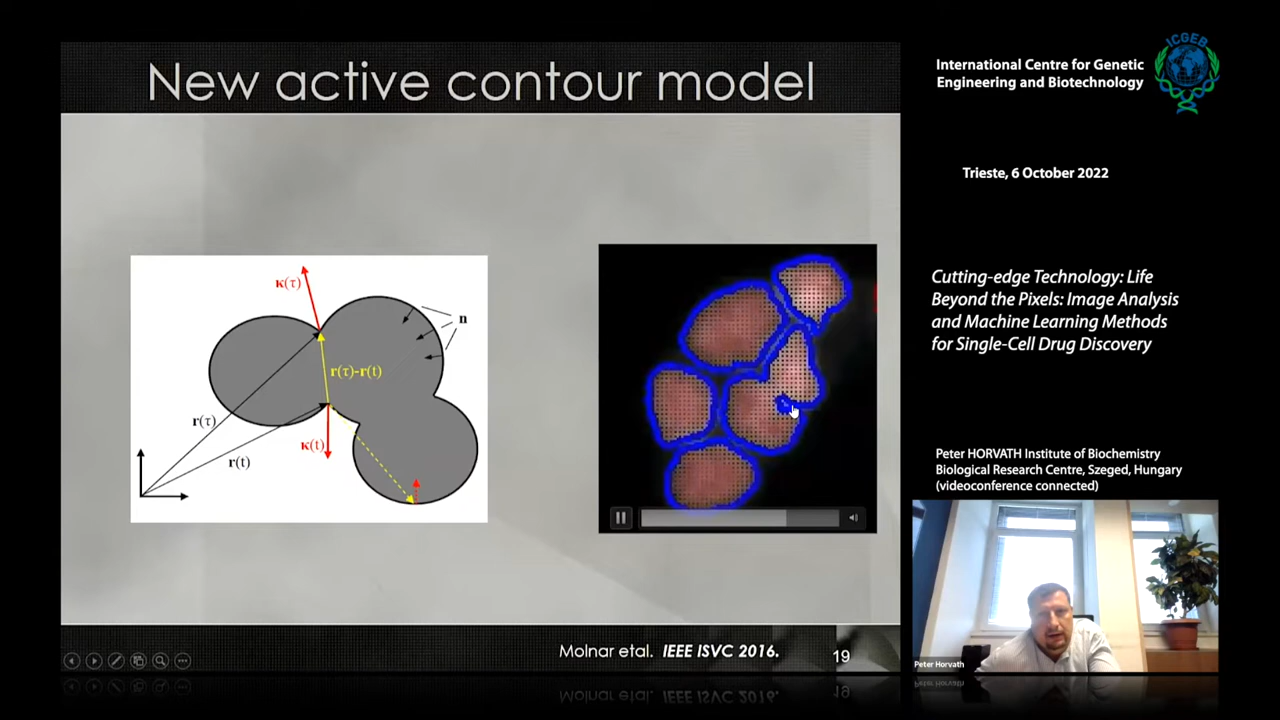 New active contour model
κ(τ)
n
r(τ)-r(t)
r(τ)
κ(t)
r(t)
Molnar etal. IEEE ISVC 2016.
19
International Centre for Genetic
Engineering and Biotechnology
ICGEB
Trieste, 6 October 2022
Cutting-edge Technology: Life
Beyond the Pixels: Image Analysis
and Machine Learning Methods
for Single-Cell Drug Discovery
Peter HORVATH Institute of Biochemistry
Biological Research Centre, Szeged, Hungary
(videoconference connected)
Peter Horvath